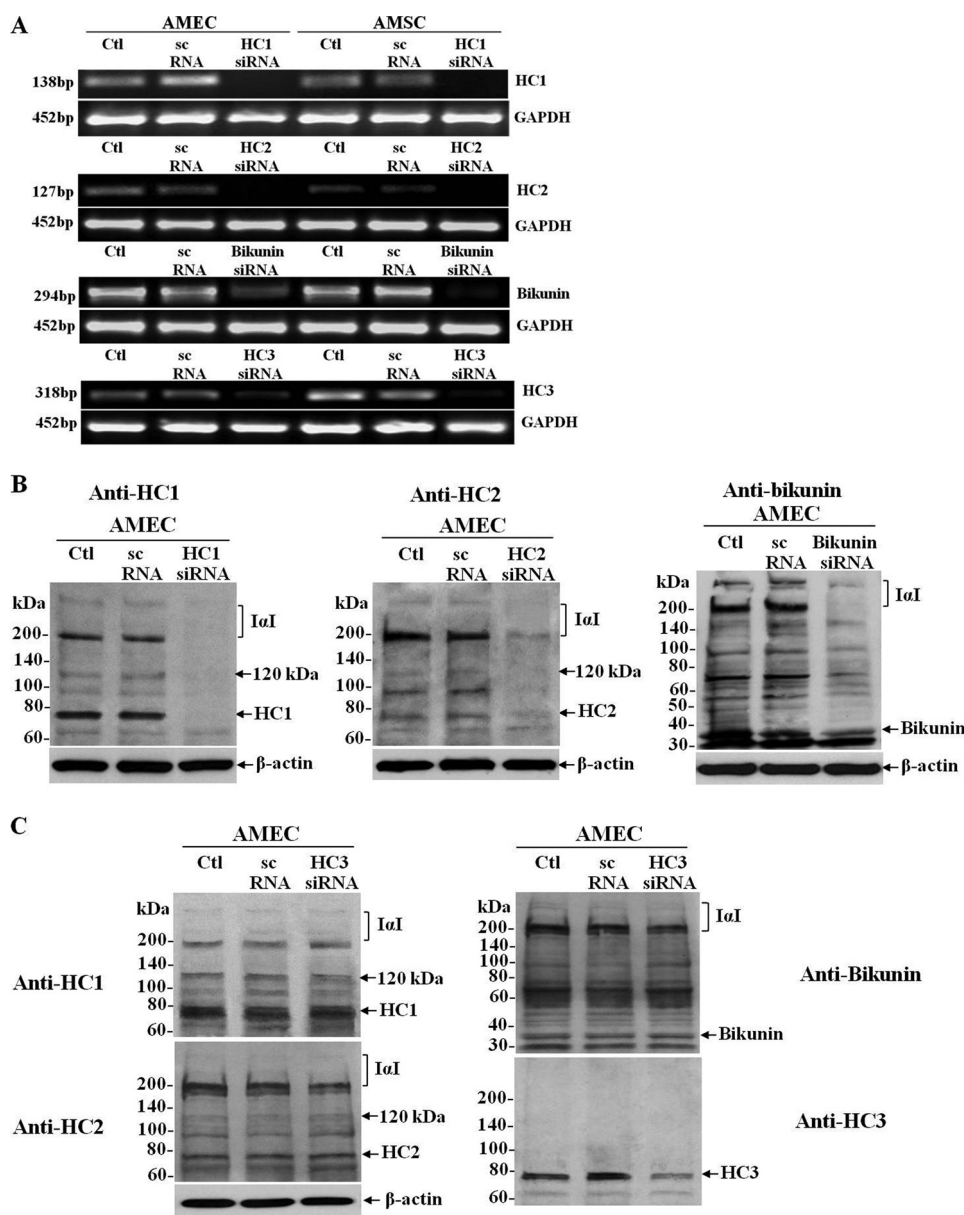 A
AMEC AMSC
Ctl sc RNA HC1 siRNA Ctl sc RNA HC1 siRNA
138bp HC1
452bp GAPDH
Ctl sc RNA HC2 siRNA Ctl sc RNA HC2 siRNA
127bp HC2
452bp GAPDH
Ctl sc RNA Bikunin siRNA Ctl sc RNA Bikunin siRNA
294bp Bikunin
452bp GAPDH
Ctl sc RNA HC3 siRNA Ctl sc RNA HC3 siRNA
318bp HC3
452bp GAPDH
B
Anti-HC1
AMEC
Ctl sc RNA HC1 siRNA
kDa
200-
140-
100-
80-
60-
IαI
120 kDa
HC1
β-actin
Anti-HC2
AMEC
Ctl sc RNA HC2 siRNA
kDa
200-
140-
100-
80-
60-
IαI
120 kDa
HC2
β-actin
Anti-bikunin
AMEC
Ctl sc RNA Bikunin siRNA
kDa
200-
140-
100-
80-
60-
50-
40-
30-
IαI
Bikunin
β-actin
C
AMEC
Ctl sc RNA HC3 siRNA
Anti-HC1
kDa
200-
140-
100-
80-
60-
IαI
120 kDa
HC1
Anti-HC2
200-
140-
100-
80-
60-
IαI
120 kDa
HC2
β-actin
AMEC
Ctl sc RNA HC3 siRNA
kDa
200-
140-
100-
80-
60-
50-
40-
30-
IαI
Bikunin
Anti-Bikunin
200-
140-
100-
80-
60-
HC3
Anti-HC3